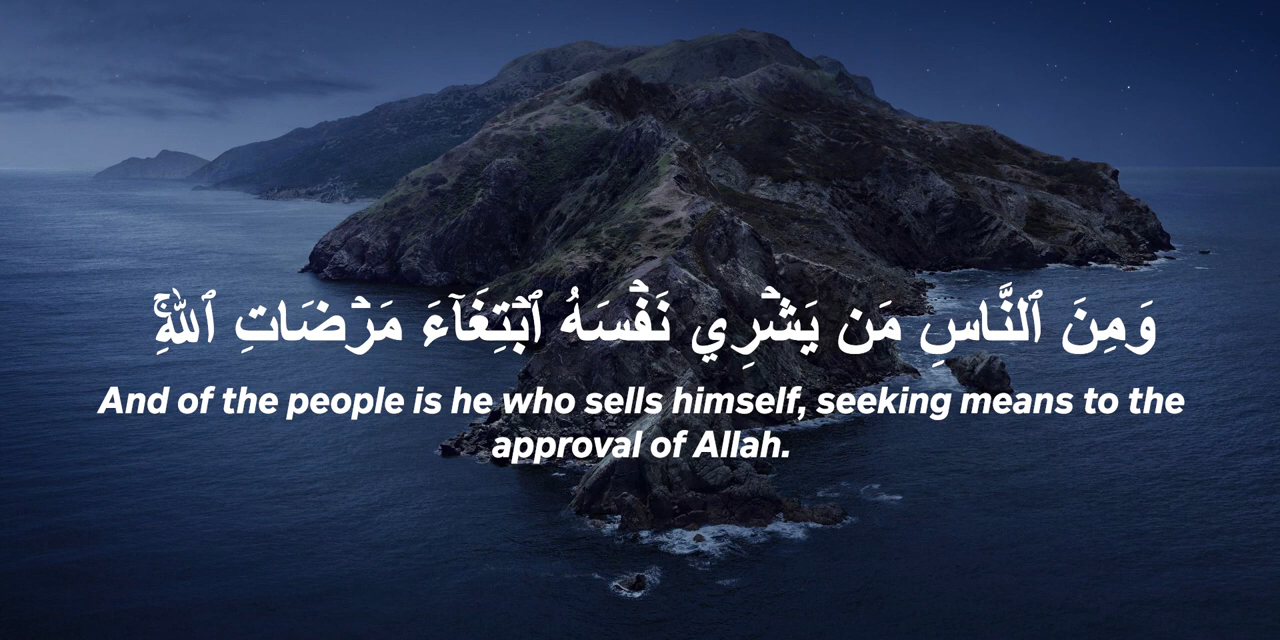 وَمِنَ ٱلنَّاسِ مَن يَشۡرِي نَفۡسَهُ ٱبۡتِغَآءَ مَرۡضَاتِ ٱللَّهِۚ
And of the people is he who sells himself, seeking means to the
approval of Allah.